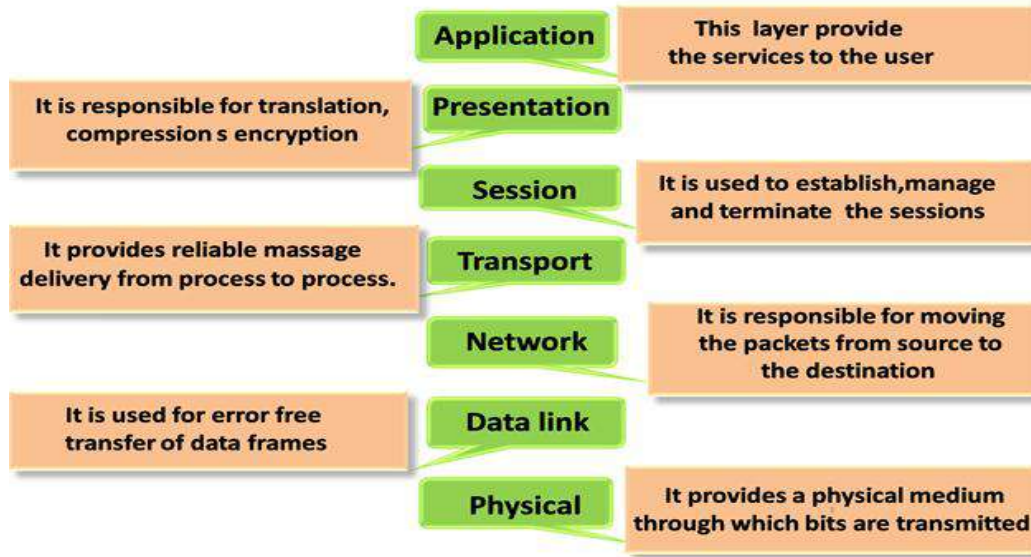 Application
This layer provide
the services to the user
It is responsible for translation,
compression s encryption
Presentation
Session
It is used to establish,manage
and terminate the sessions
It provides reliable massage
delivery from process to process.
Transport
Network
It is responsible for moving
the packets from source to
the destination
It is used for error free
transfer of data frames
Data link
Physical
It provides a physical medium
through which bits are transmitted